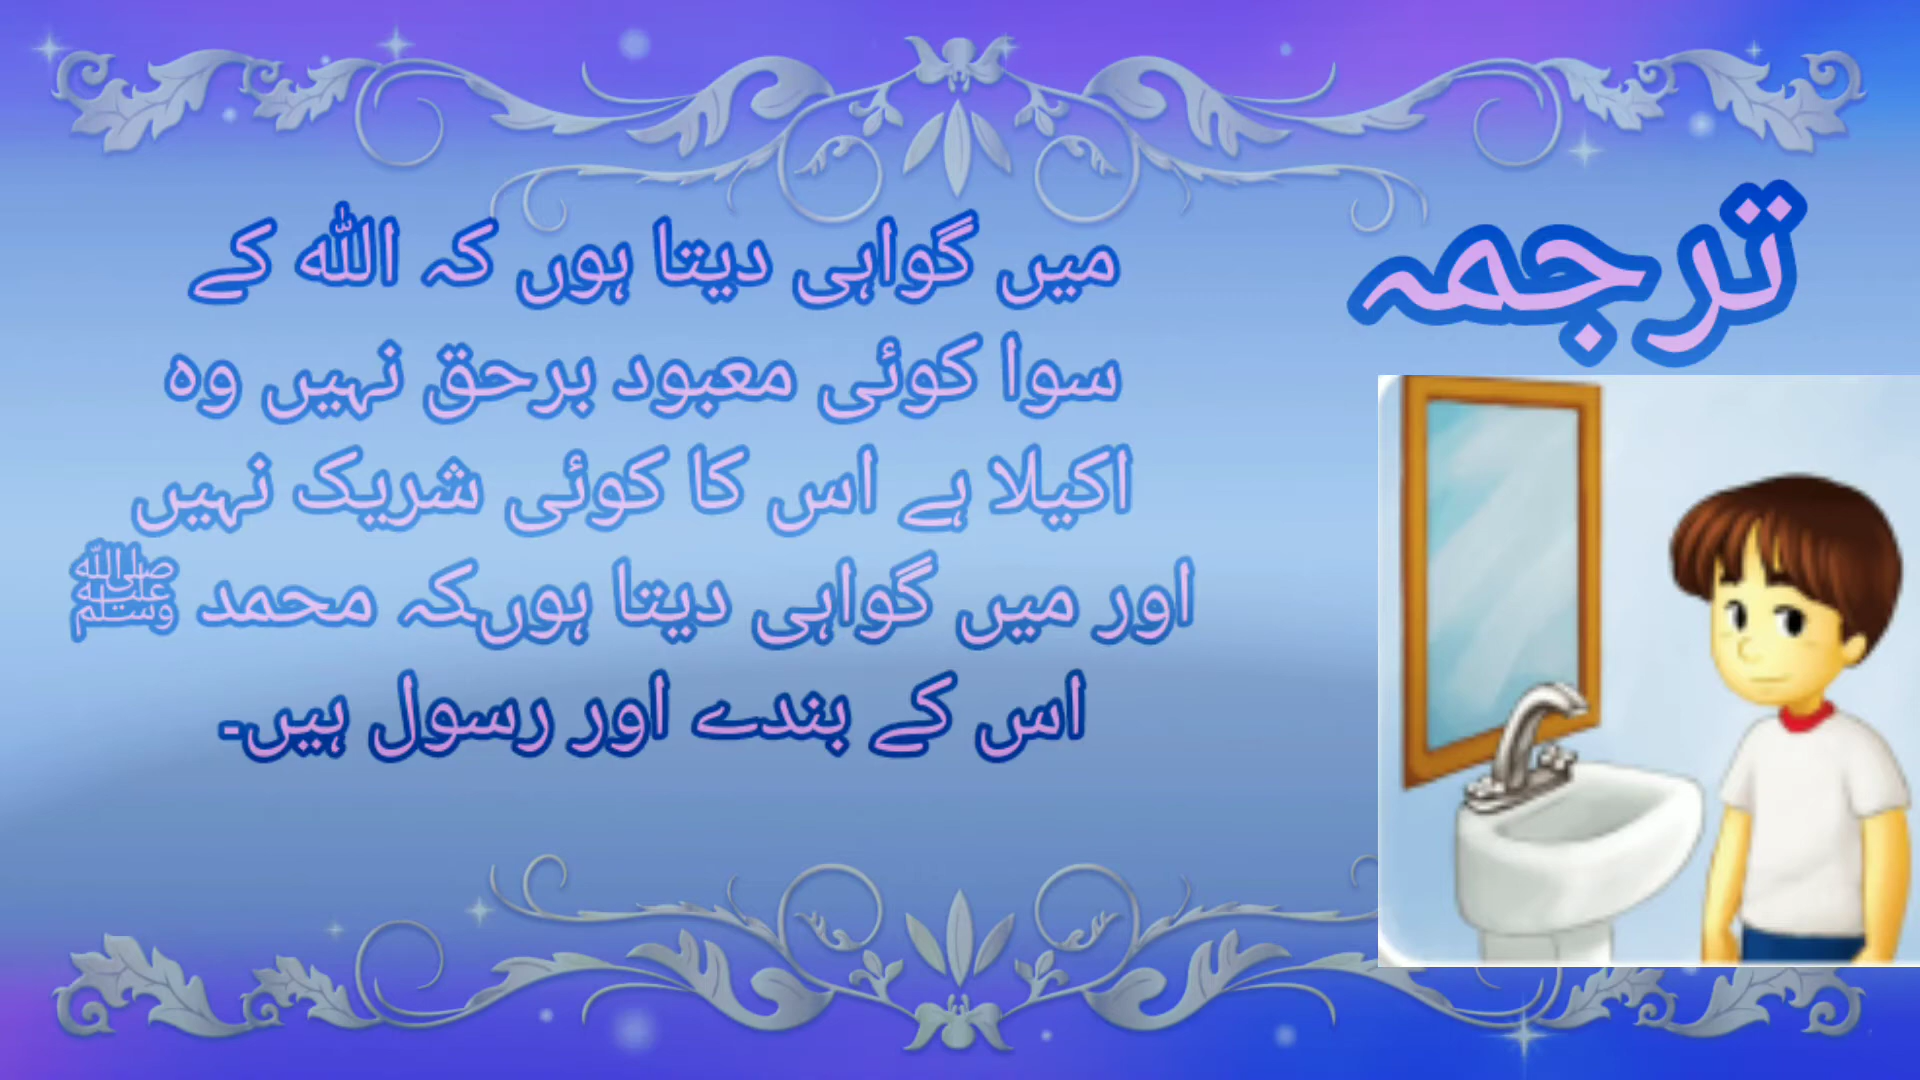 ترجمہ
میں گواہی دیتا ہوں کہ اللہ کے
سوا کوئی معبود برحق نہیں وہ
اکیلا ہے اس کا کوئی شریک نہیں
اور میں گواہی دیتا ہوںکہ محمد ﷺ
اس کے بندے اور رسول ہیں۔